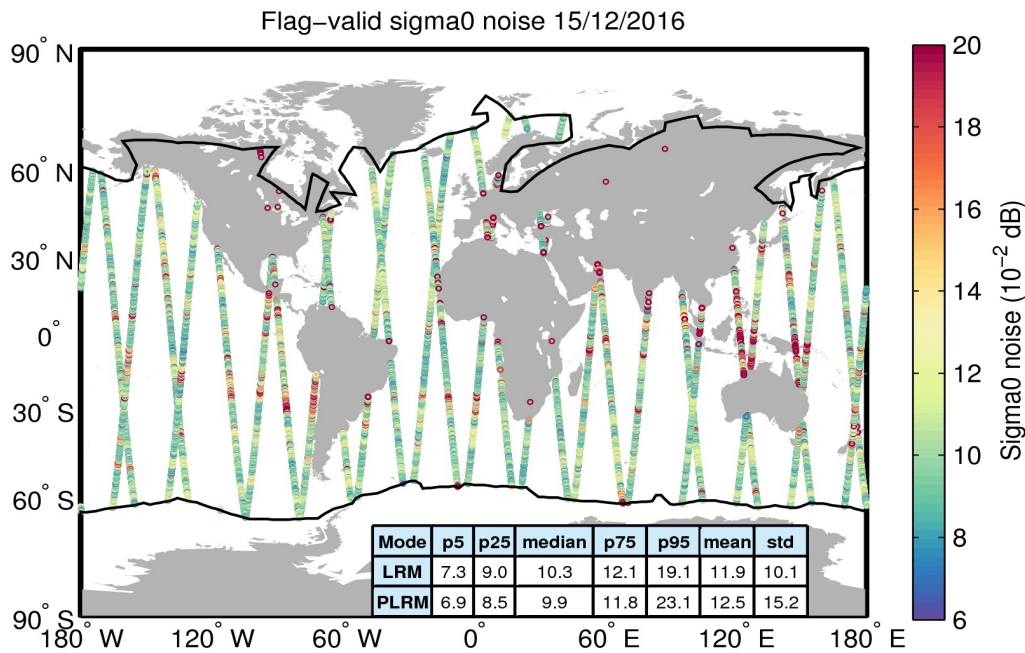 Flag-valid sigma0 noise 15/12/2016
90° N
60° N
30° N
0°
30° S
60° S
90° S
180° W
120° W
60° W
0°
60° E
120° E
180° E
Mode p5 p25 median p75 p95 mean std
LRM 7.3 9.0 10.3 12.1 19.1 11.9 10.1
PLRM 6.9 8.5 9.9 11.8 23.1 12.5 15.2
20
18
16
14
12
10
8
6
Sigma0 noise (10⁻² dB)